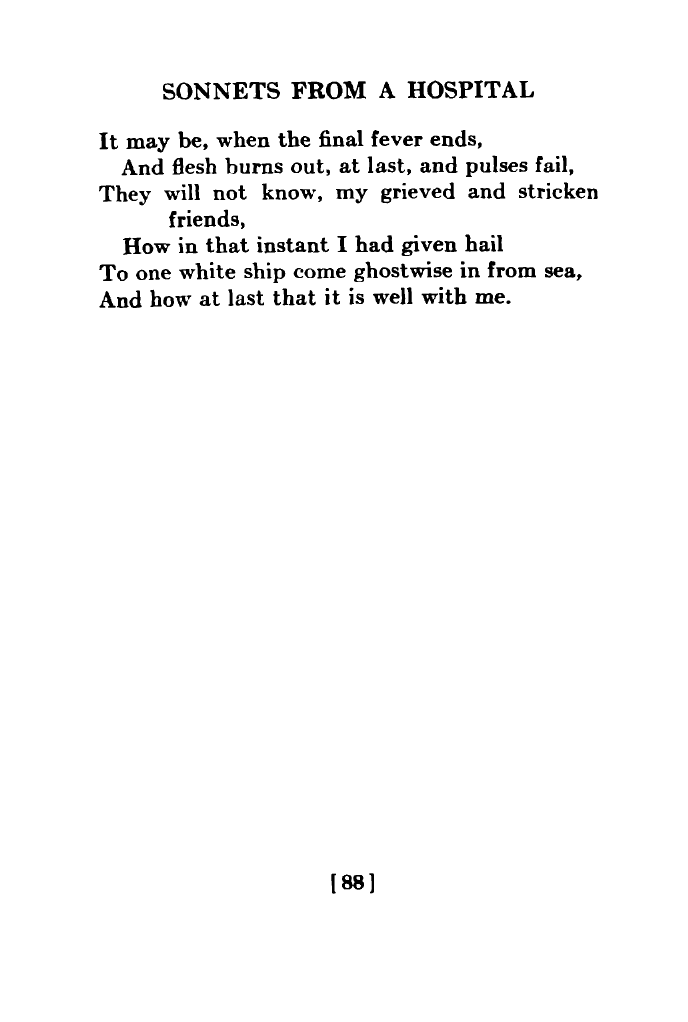 SONNETS FROM A HOSPITAL
It may be, when the final fever ends,
And flesh burns out, at last, and pulses fail,
They will not know, my grieved and stricken
friends,
How in that instant I had given hail
To one white ship come ghostwise in from sea,
And how at last that it is well with me.
[ 88 ]